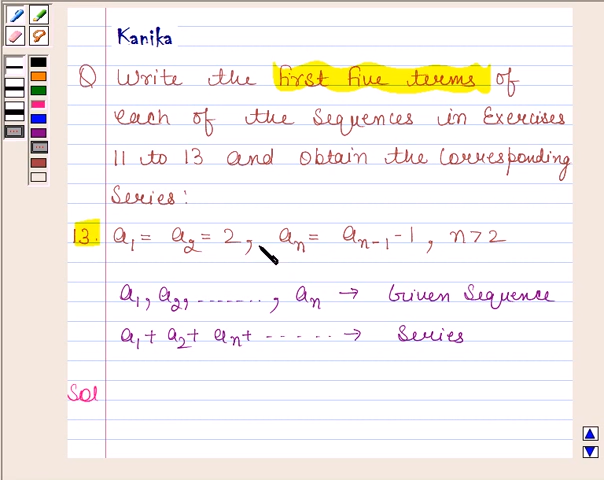 Kanika
Q Write the first five terms of
each of the Sequences in Exercises
11 to 13 and obtain the Corresponding
Series:
13. a₁ = a₂ = 2, aₙ = aₙ₋₁ -1, n>2
a₁, a₂, ........, aₙ → Given Sequence
a₁ + a₂ + aₙ + ...... → Series
Sol